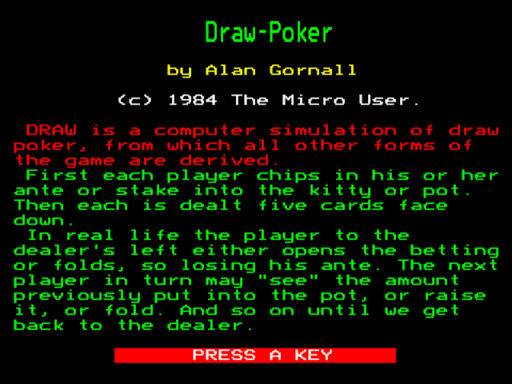 Draw-Poker
by Alan Gornall
(c) 1984 The Micro User.
DRAW is a computer simulation of draw
poker, from which all other forms of
the game are derived.
First each player chips in his or her
ante or stake into the kitty or pot.
Then each is dealt five cards face
down.
In real life the player to the
dealer's left either opens the betting
or folds, so losing his ante. The next
player in turn may "see" the amount
previously put into the pot, or raise
it, or fold. And so on until we get
back to the dealer.
PRESS A KEY